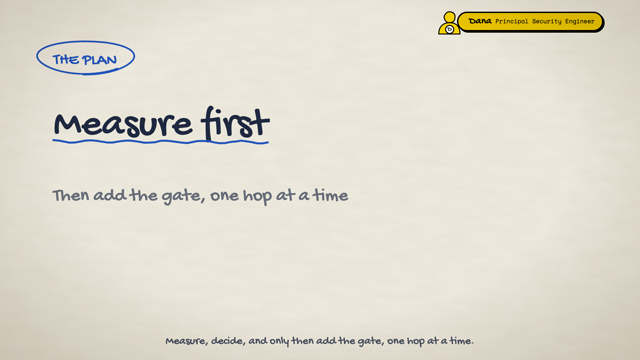 Dana Principal Security Engineer
THE PLAN
Measure first
Then add the gate, one hop at a time
Measure, decide, and only then add the gate, one hop at a time.